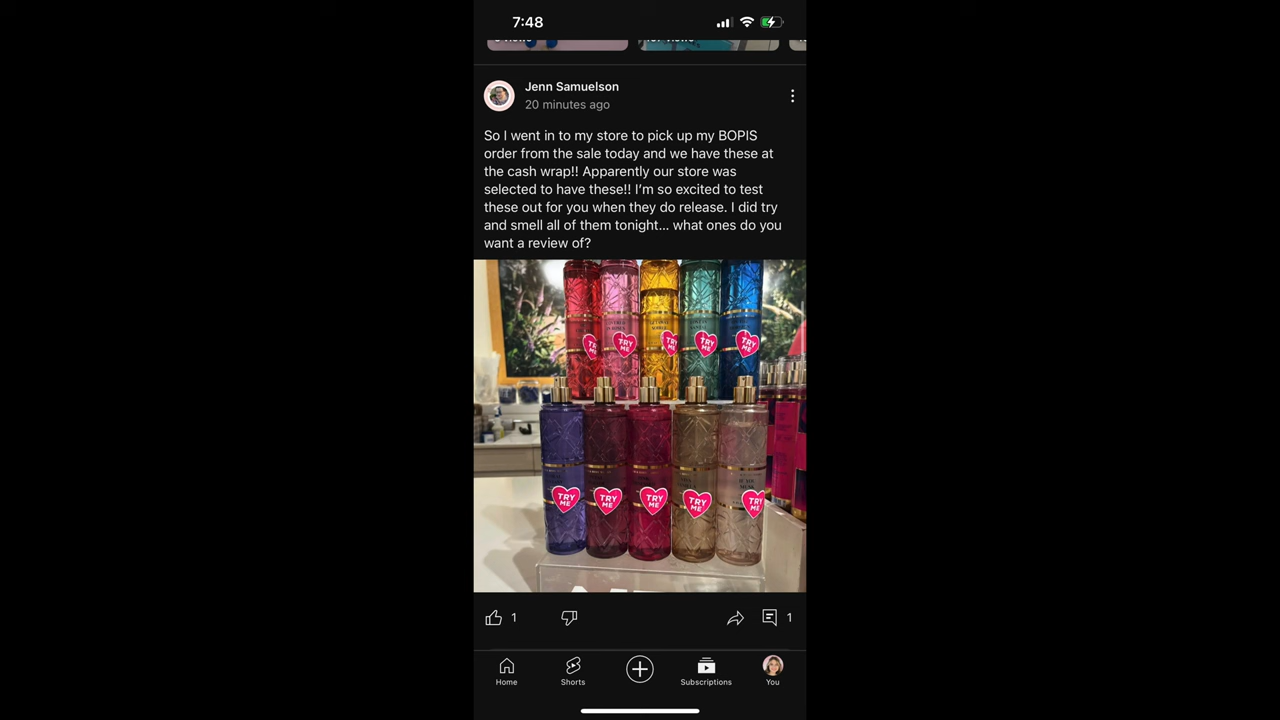 7:48
Jenn Samuelson
20 minutes ago
So I went in to my store to pick up my BOPIS
order from the sale today and we have these at
the cash wrap!! Apparently our store was
selected to have these!! I'm so excited to test
these out for you when they do release. I did try
and smell all of them tonight... what ones do you
want a review of?
TRY
ME
TRY
ME
TRY
ME
TRY
ME
TRY
ME
TRY
ME
TRY
ME
TRY
ME
TRY
ME
1
1
Home
Shorts
Subscriptions
You